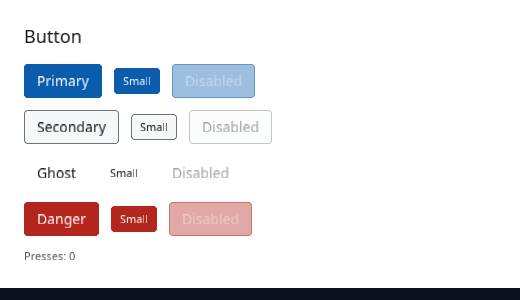 Button
Primary Small Disabled
Secondary Small Disabled
Ghost Small Disabled
Danger Small Disabled
Presses: 0